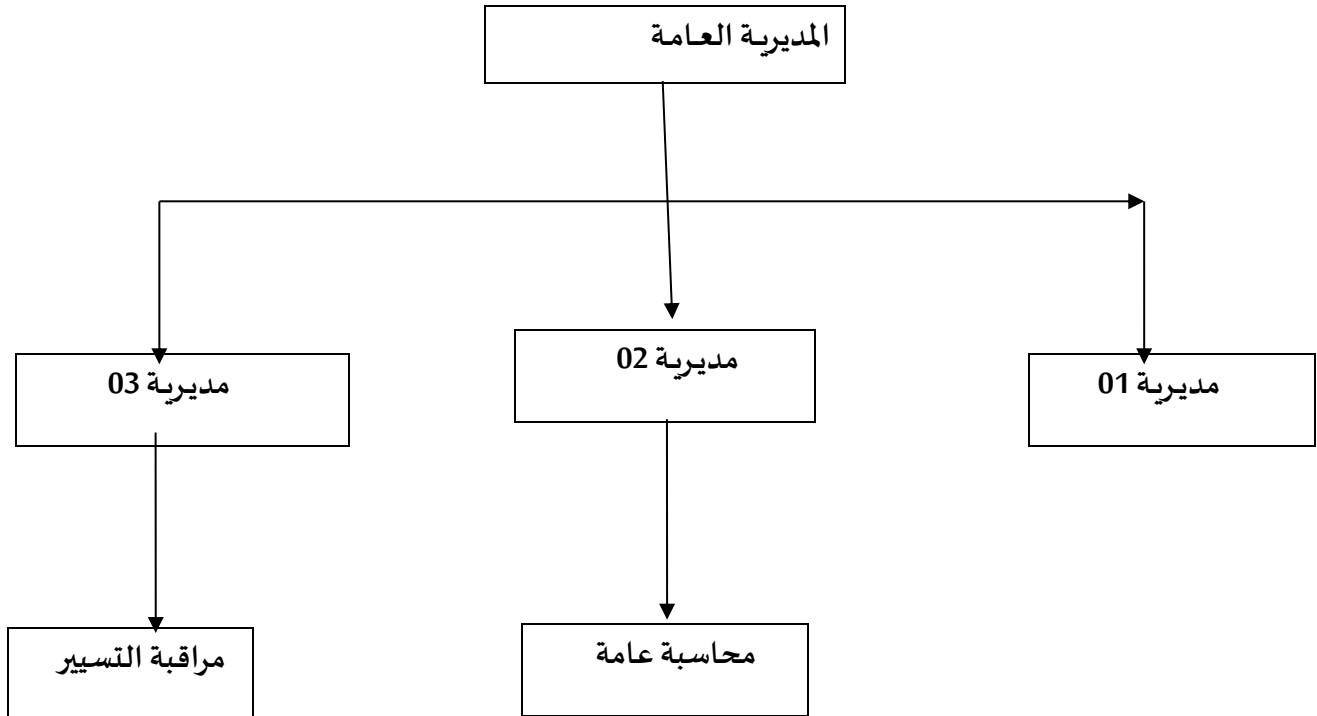 المديرية العامة
مديرية 01
مديرية 02
مديرية 03
محاسبة عامة
مراقبة التسيير